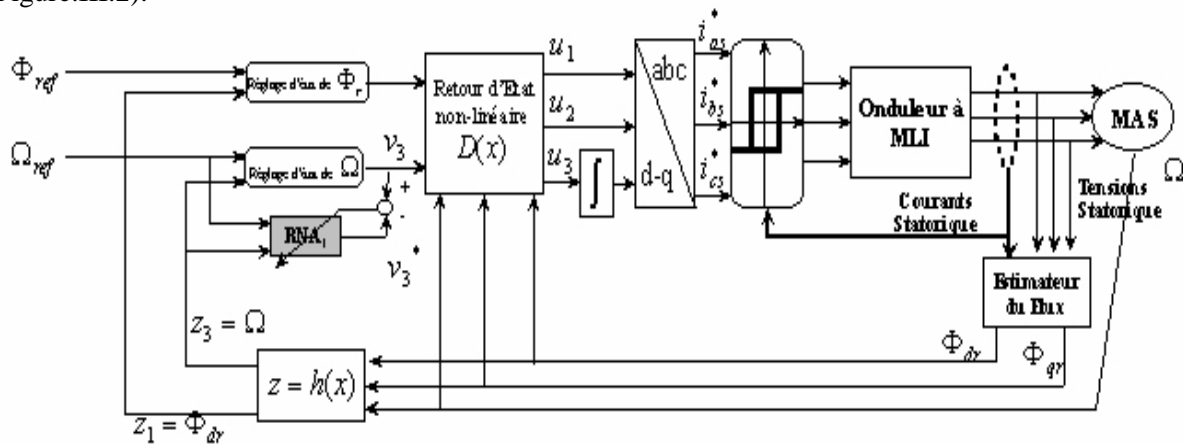 Figure.III.2).
Φref
Réglage d'état de Φr
Ωref
Réglage d'état de Ω
v3
+
-
RNA1
v3*
Retour d'Etat
non-linéaire
D(x)
u1
u2
u3
∫
abc
d-q
i*as
i*bs
i*cs
Onduleur à
MLI
MAS
Ω
Courants
Statorique
Tensions
Statorique
Estimateur
du Flux
Φdr
Φqr
z3 = Ω
z = h(x)
z1 = Φdr